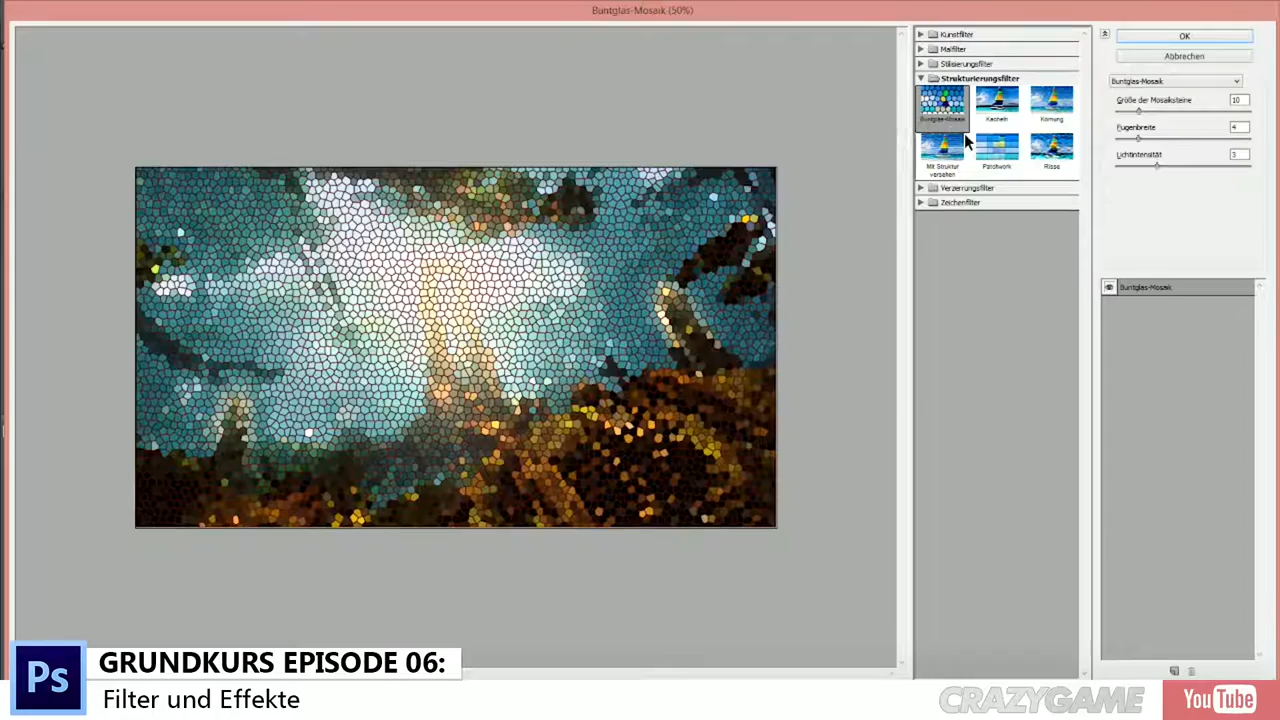 Buntglas-Mosaik (50%)
Kunstfilter
Malfilter
Stilisierungsfilter
Strukturierungsfilter
Buntglas-Mosaik
Kacheln
Körnung
Mit Struktur versehen
Patchwork
Risse
Verzerrungsfilter
Zeichenfilter
OK
Abbrechen
Buntglas-Mosaik
Größe der Mosaiksteine 10
Fugenbreite 4
Lichtintensität 3
Buntglas-Mosaik
Ps
GRUNDKURS EPISODE 06:
Filter und Effekte
CRAZYGAME
YouTube